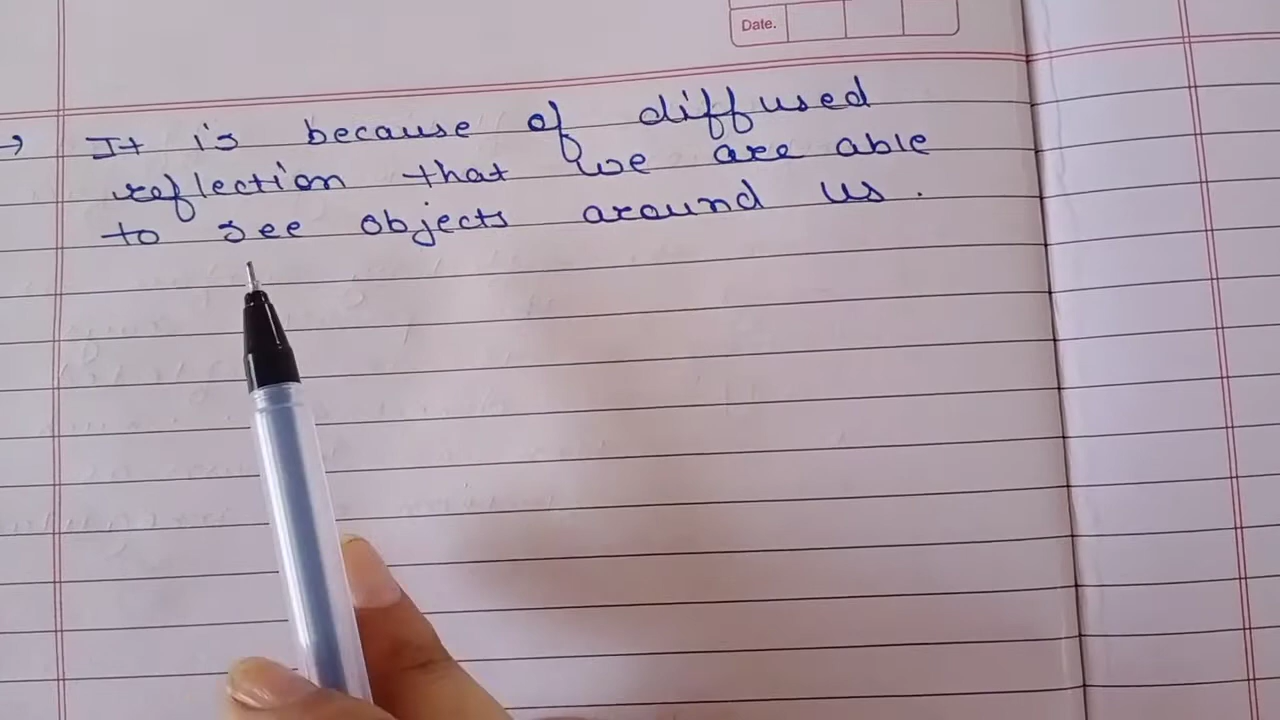 Date.
→ It is because of diffused
reflection that we are able
to see objects around us.